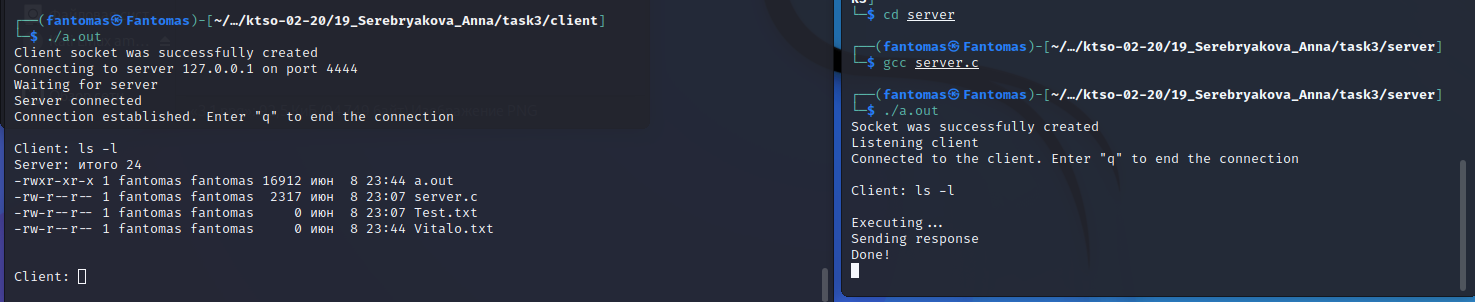 ┌──(fantomas㉿Fantomas)-[~/…/ktso-02-20/19_Serebryakova_Anna/task3/client]
└─$ ./a.out
Client socket was successfully created
Connecting to server 127.0.0.1 on port 4444
Waiting for server
Server connected
Connection established. Enter "q" to end the connection
Client: ls -l
Server: итого 24
-rwxr-xr-x 1 fantomas fantomas 16912 июн  8 23:44 a.out
-rw-r--r-- 1 fantomas fantomas  2317 июн  8 23:07 server.c
-rw-r--r-- 1 fantomas fantomas     0 июн  8 23:07 Test.txt
-rw-r--r-- 1 fantomas fantomas     0 июн  8 23:44 Vitalo.txt
Client:
└─$ cd server
┌──(fantomas㉿Fantomas)-[~/…/ktso-02-20/19_Serebryakova_Anna/task3/server]
└─$ gcc server.c
┌──(fantomas㉿Fantomas)-[~/…/ktso-02-20/19_Serebryakova_Anna/task3/server]
└─$ ./a.out
Socket was successfully created
Listening client
Connected to the client. Enter "q" to end the connection
Client: ls -l
Executing...
Sending response
Done!